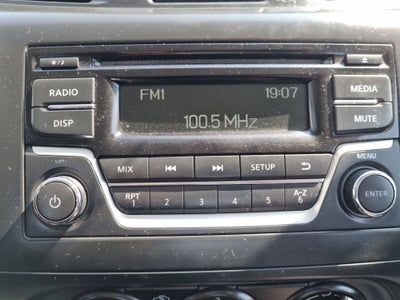 RADIO
DISP
FM1 19:07
100.5 MHz
MEDIA
MUTE
VOL
MIX
SETUP
MENU
ENTER
RPT A-Z
1 2 3 4 5 6